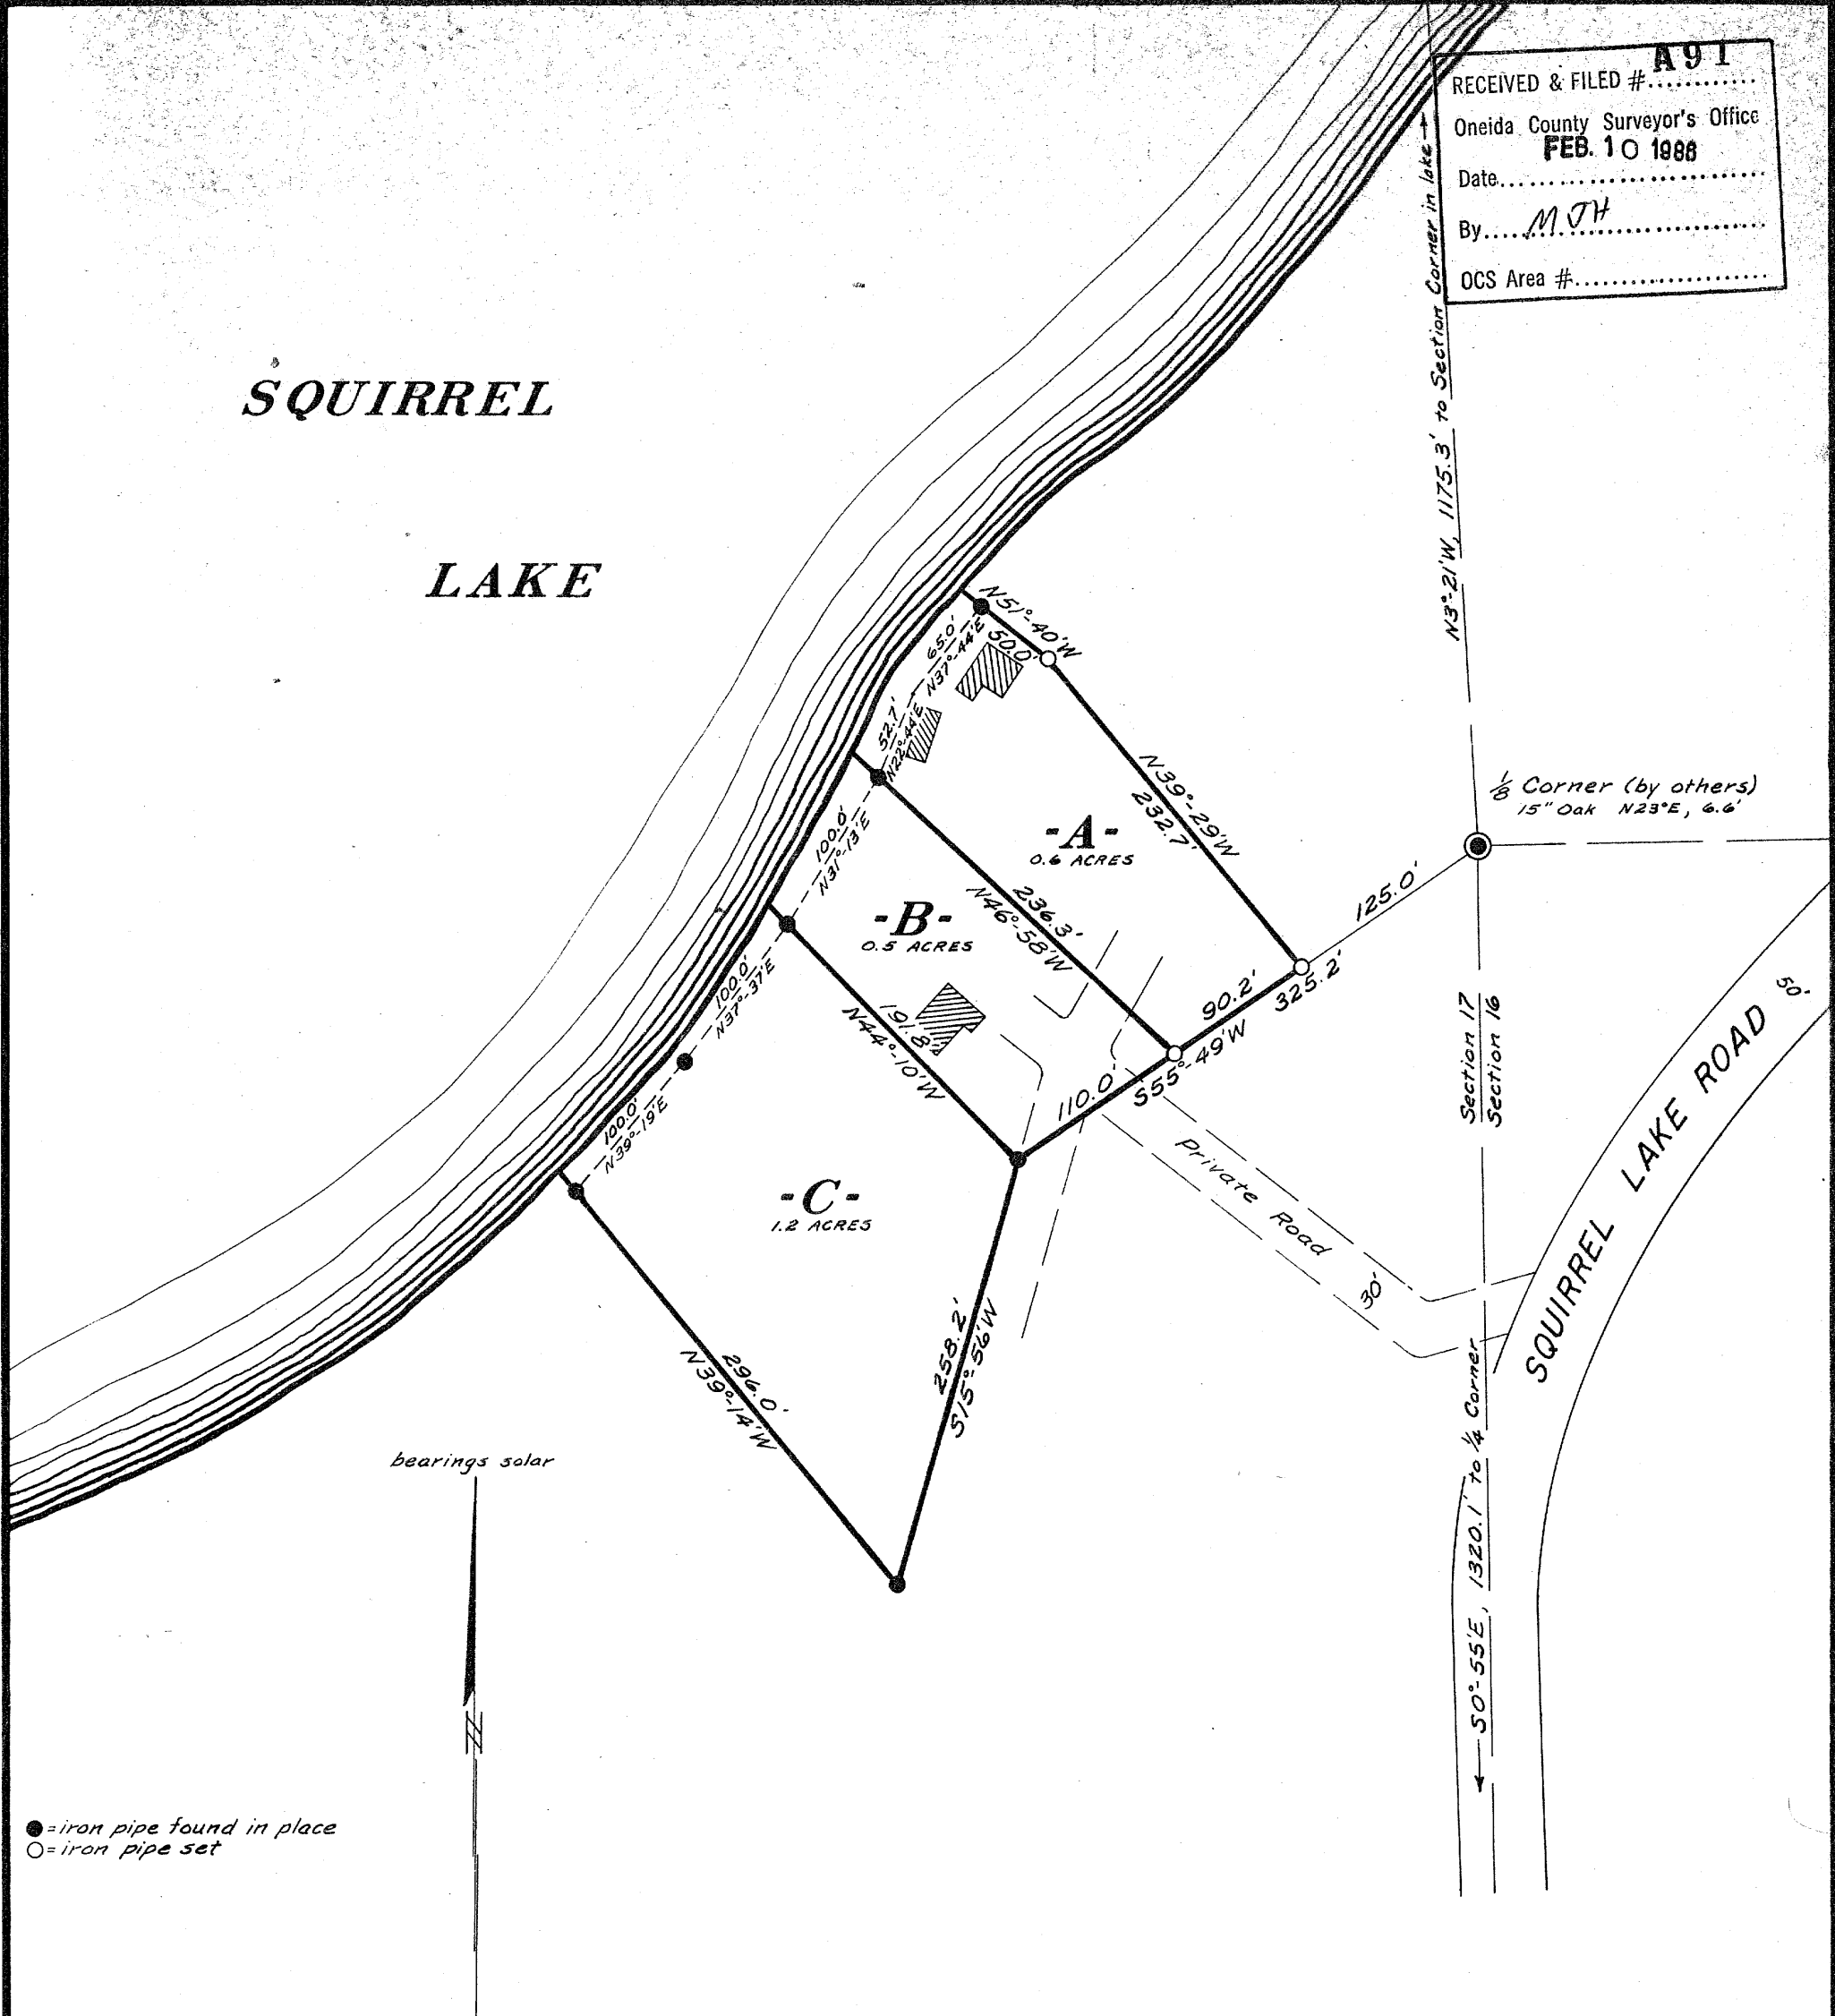 A91
RECEIVED & FILED #............
Oneida County Surveyor's Office
FEB. 10 1986
Date..............................
By.....MJH..................
OCS Area #......................
SQUIRREL
LAKE
N3°-21'W, 1175.3' to Section Corner in lake
N51°-40'W
50.0'
65.0'
N37°-44'E
52.7'
N22°-44'E
N39°-29'W
232.7'
-A-
0.6 ACRES
1/8 Corner (by others)
15" Oak N23°E, 6.6'
100.0'
N31°-13'E
236.3'
N46°-58'W
125.0'
-B-
0.5 ACRES
100.0'
N37°-37'E
191.8'
N44°-10'W
90.2'
325.2'
110.0'
S55°-49'W
Section 17
Section 16
SQUIRREL LAKE ROAD 50'
100.0'
N39°-19'E
-C-
1.2 ACRES
Private Road 30'
258.2'
S15°-56'W
296.0'
N39°-14'W
S0°-55'E, 1320.1' to 1/4 Corner
bearings solar
N
=iron pipe found in place
=iron pipe set